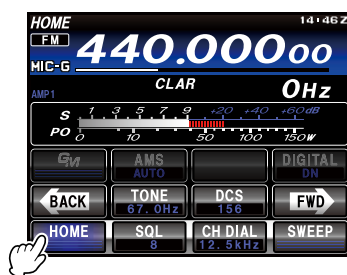 HOME 14:46Z
FM 440.00000
MIC-G
AMP1 CLAR 0Hz
S 1 3 5 7 9 +20 +40 +60dB
PO 0 10 50 100 150W
GM AMS AUTO DIGITAL DN
BACK TONE 67.0Hz DCS 156 FWD
HOME SQL 8 CH DIAL 12.5kHz SWEEP